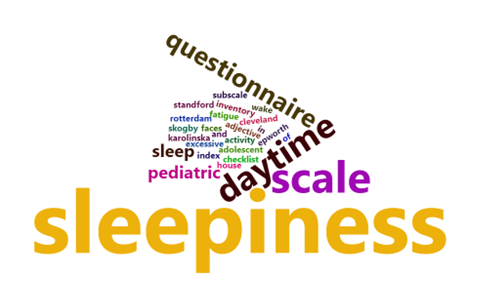 questionnaire
subscale
standford inventory wake
fatigue
rotterdam cleveland
skogby faces adjective in
karolinska and activity epworth of
excessive adolescent
sleep index checklist
house
pediatric daytime
scale
sleepiness